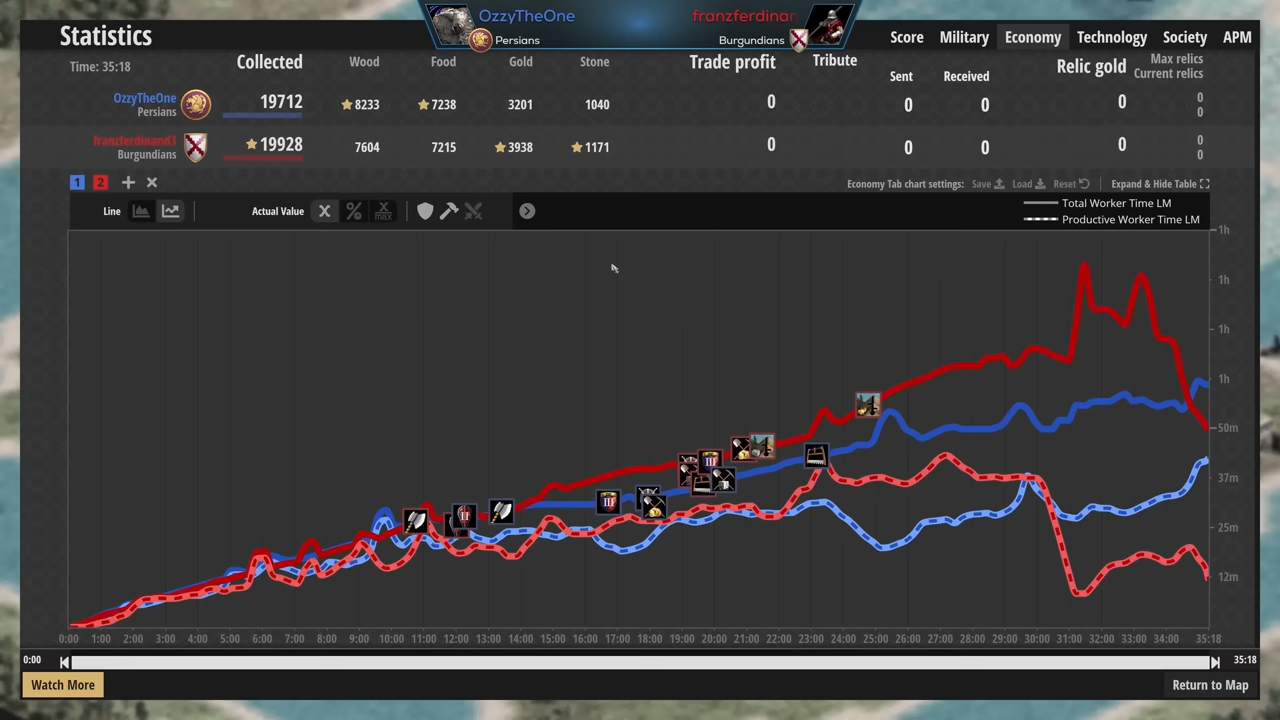 OzzyTheOne
franzferdinar
Persians
Burgundians
Statistics
Score Military Economy Technology Society APM
Time: 35:18
Collected Wood Food Gold Stone Trade profit Tribute Sent Received Relic gold Max relics
Current relics
OzzyTheOne
Persians
19712 8233 7238 3201 1040 0 0 0 0 0
0
franzferdinand3
Burgundians
19928 7604 7215 3938 1171 0 0 0 0 0
0
1 2
Economy Tab chart settings: Save Load Reset Expand & Hide Table
Line Actual Value X % X
max
Total Worker Time LM
Productive Worker Time LM
1h
1h
1h
1h
50m
37m
25m
12m
III
III
II
0:00 1:00 2:00 3:00 4:00 5:00 6:00 7:00 8:00 9:00 10:00 11:00 12:00 13:00 14:00 15:00 16:00 17:00 18:00 19:00 20:00 21:00 22:00 23:00 24:00 25:00 26:00 27:00 28:00 29:00 30:00 31:00 32:00 33:00 34:00 35:18
0:00 35:18
Watch More
Return to Map